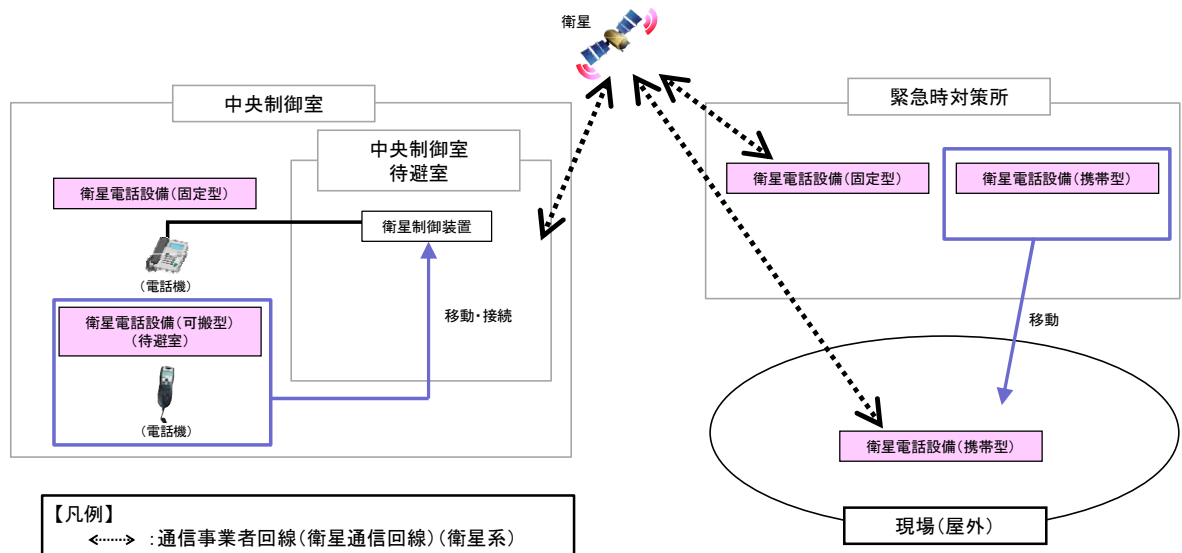 衛星
中央制御室
中央制御室
待避室
衛星電話設備(固定型)
衛星制御装置
(電話機)
衛星電話設備(可搬型)
(待避室)
(電話機)
移動・接続
緊急時対策所
衛星電話設備(固定型)
衛星電話設備(携帯型)
移動
衛星電話設備(携帯型)
現場(屋外)
【凡例】
:通信事業者回線(衛星通信回線)(衛星系)